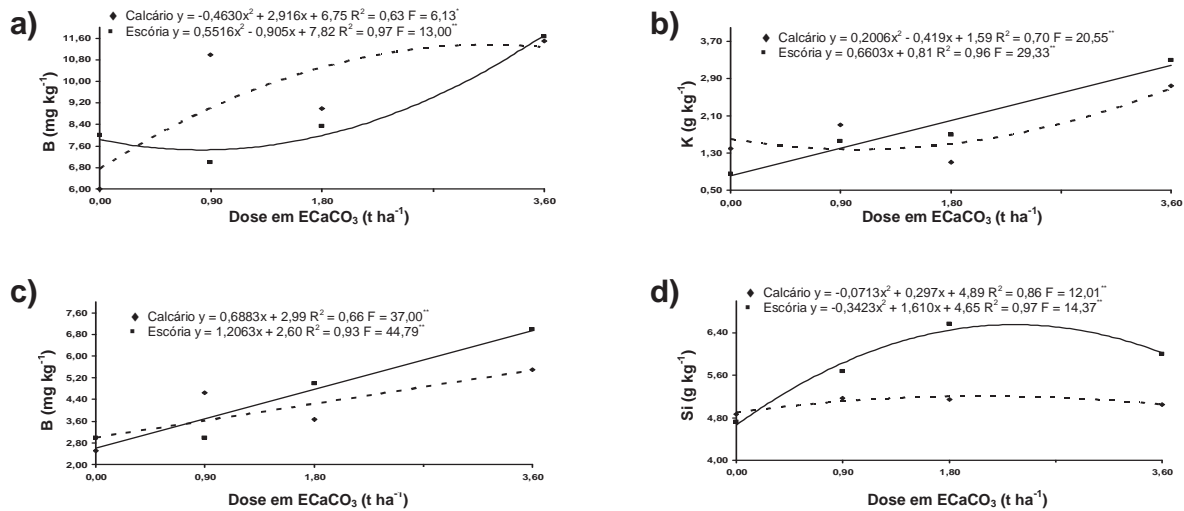 a)
Calcário y = -0,4630x² + 2,916x + 6,75 R² = 0,63 F = 6,13*
Escória y = 0,5516x² - 0,905x + 7,82 R² = 0,97 F = 13,00**
B (mg kg⁻¹)
11,60
10,80
10,00
9,20
8,40
7,60
6,80
6,00
0,00 0,90 1,80 3,60
Dose em ECaCO₃ (t ha⁻¹)
b)
Calcário y = 0,2006x² - 0,419x + 1,59 R² = 0,70 F = 20,55**
Escória y = 0,6603x + 0,81 R² = 0,96 F = 29,33**
K (g kg⁻¹)
3,70
2,90
2,10
1,30
0,50
0,00 0,90 1,80 3,60
Dose em ECaCO₃ (t ha⁻¹)
c)
Calcário y = 0,6883x + 2,99 R² = 0,66 F = 37,00**
Escória y = 1,2063x + 2,60 R² = 0,93 F = 44,79**
B (mg kg⁻¹)
7,60
6,80
6,00
5,20
4,40
3,60
2,80
2,00
0,00 0,90 1,80 3,60
Dose em ECaCO₃ (t ha⁻¹)
d)
Calcário y = -0,0713x² + 0,297x + 4,89 R² = 0,86 F = 12,01**
Escória y = -0,3423x² + 1,610x + 4,65 R² = 0,97 F = 14,37**
Si (g kg⁻¹)
6,40
5,60
4,80
4,00
0,00 0,90 1,80 3,60
Dose em ECaCO₃ (t ha⁻¹)